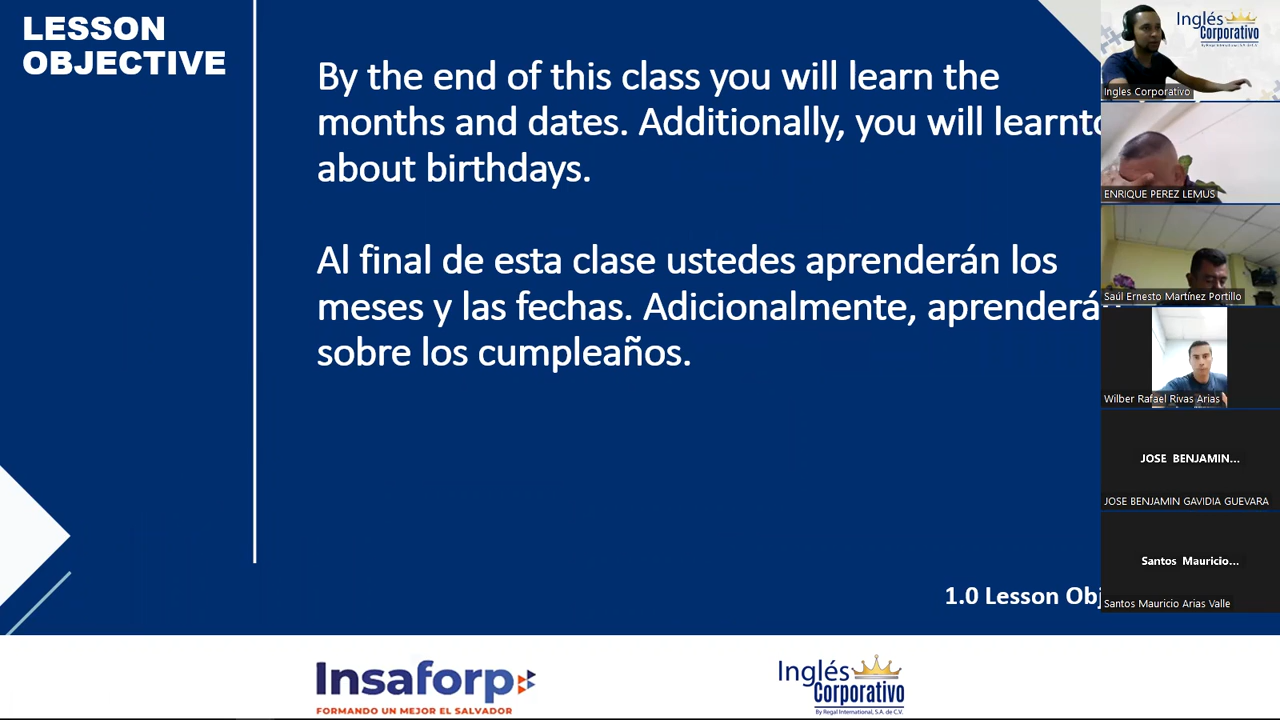 LESSON
OBJECTIVE
By the end of this class you will learn the
months and dates. Additionally, you will learnto
about birthdays.
Al final de esta clase ustedes aprenderán los
meses y las fechas. Adicionalmente, aprenderá
sobre los cumpleaños.
1.0 Lesson Obj
Insaforp
FORMANDO UN MEJOR EL SALVADOR
Inglés
Corporativo
By Regal International, S.A. de C.V.
Inglés
Corporativo
Ingles Corporativo
ENRIQUE PEREZ LEMUS
Saúl Ernesto Martínez Portillo
Wilber Rafael Rivas Arias
JOSE BENJAMIN...
JOSE BENJAMIN GAVIDIA GUEVARA
Santos Mauricio...
Santos Mauricio Arias Valle